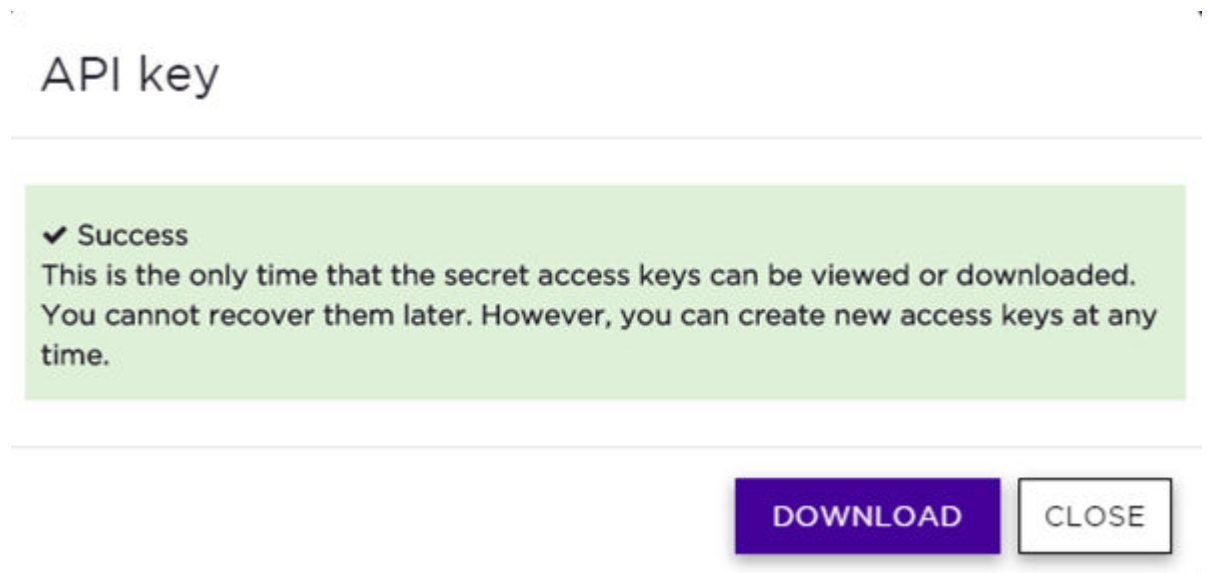 API key
✔ Success
This is the only time that the secret access keys can be viewed or downloaded.
You cannot recover them later. However, you can create new access keys at any
time.
DOWNLOAD
CLOSE